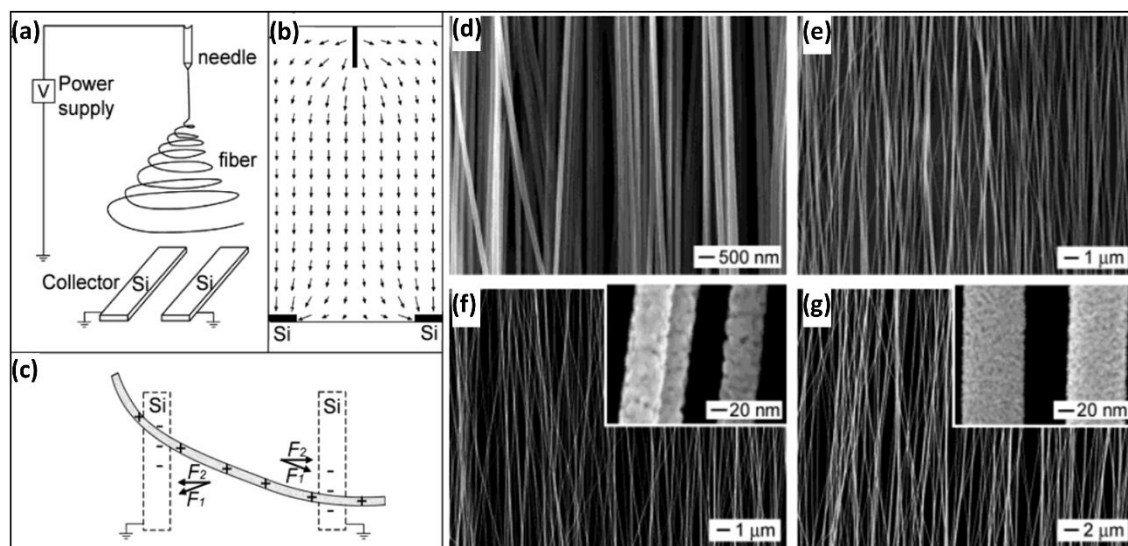 (a)
needle
V
Power
supply
fiber
Collector
Si
Si
(b)
Si
Si
(c)
Si
Si
+
-
-
-
+
+
+
+
+
-
-
-
F2
F1
F2
F1
(d)
500 nm
(e)
1 μm
(f)
20 nm
1 μm
(g)
20 nm
2 μm